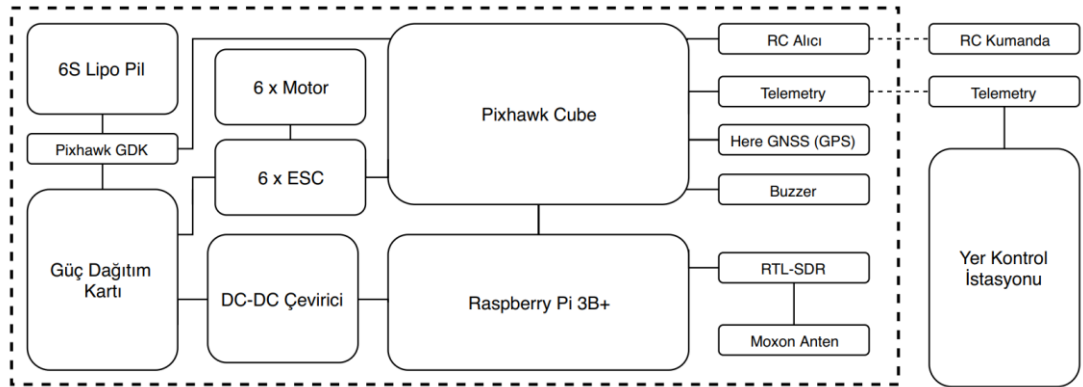 6S Lipo Pil
Pixhawk GDK
Güç Dağıtım
Kartı
6 x Motor
6 x ESC
DC-DC Çevirici
Pixhawk Cube
Raspberry Pi 3B+
RC Alıcı
Telemetry
Here GNSS (GPS)
Buzzer
RTL-SDR
Moxon Anten
RC Kumanda
Telemetry
Yer Kontrol
İstasyonu